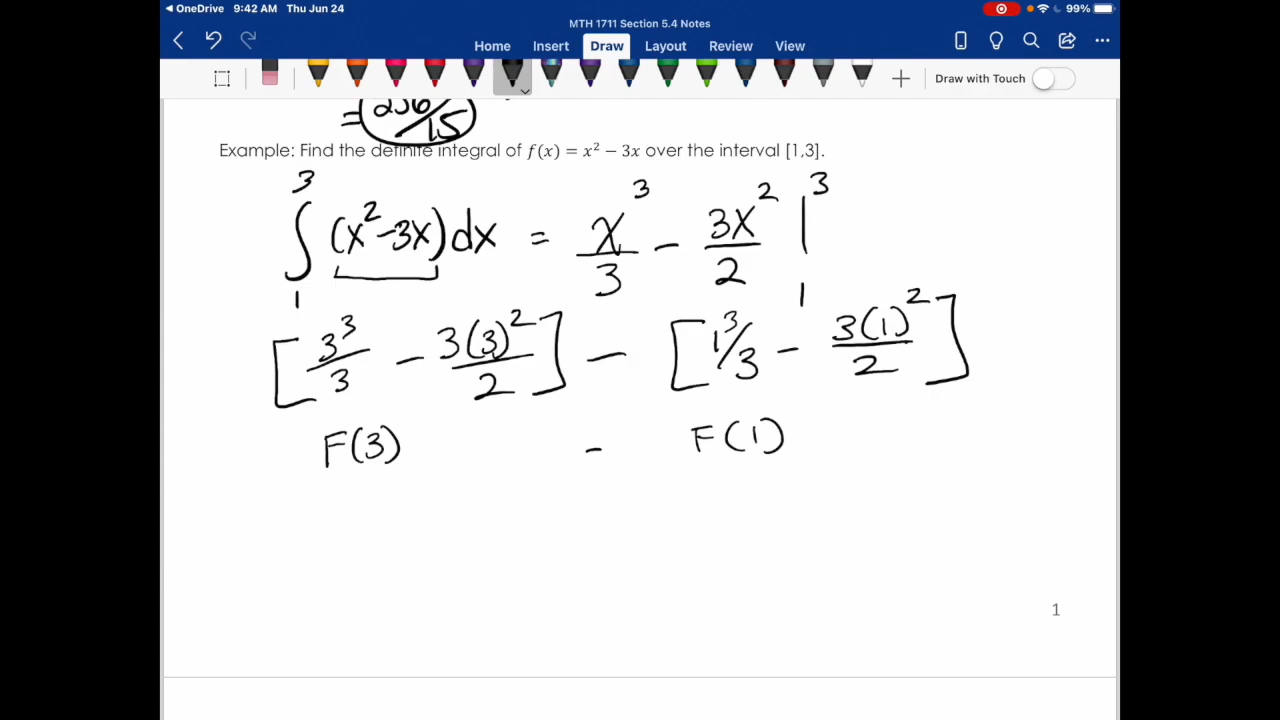 OneDrive 9:42 AM Thu Jun 24 99%
MTH 1711 Section 5.4 Notes
Home Insert Draw Layout Review View
Draw with Touch
= 256/15
Example: Find the definite integral of f(x) = x² − 3x over the interval [1,3].
∫₁³ (x²-3x) dx = x³/3 - 3x²/2 |₁³
[3³/3 - 3(3)²/2] - [1³/3 - 3(1)²/2]
F(3) - F(1)
1